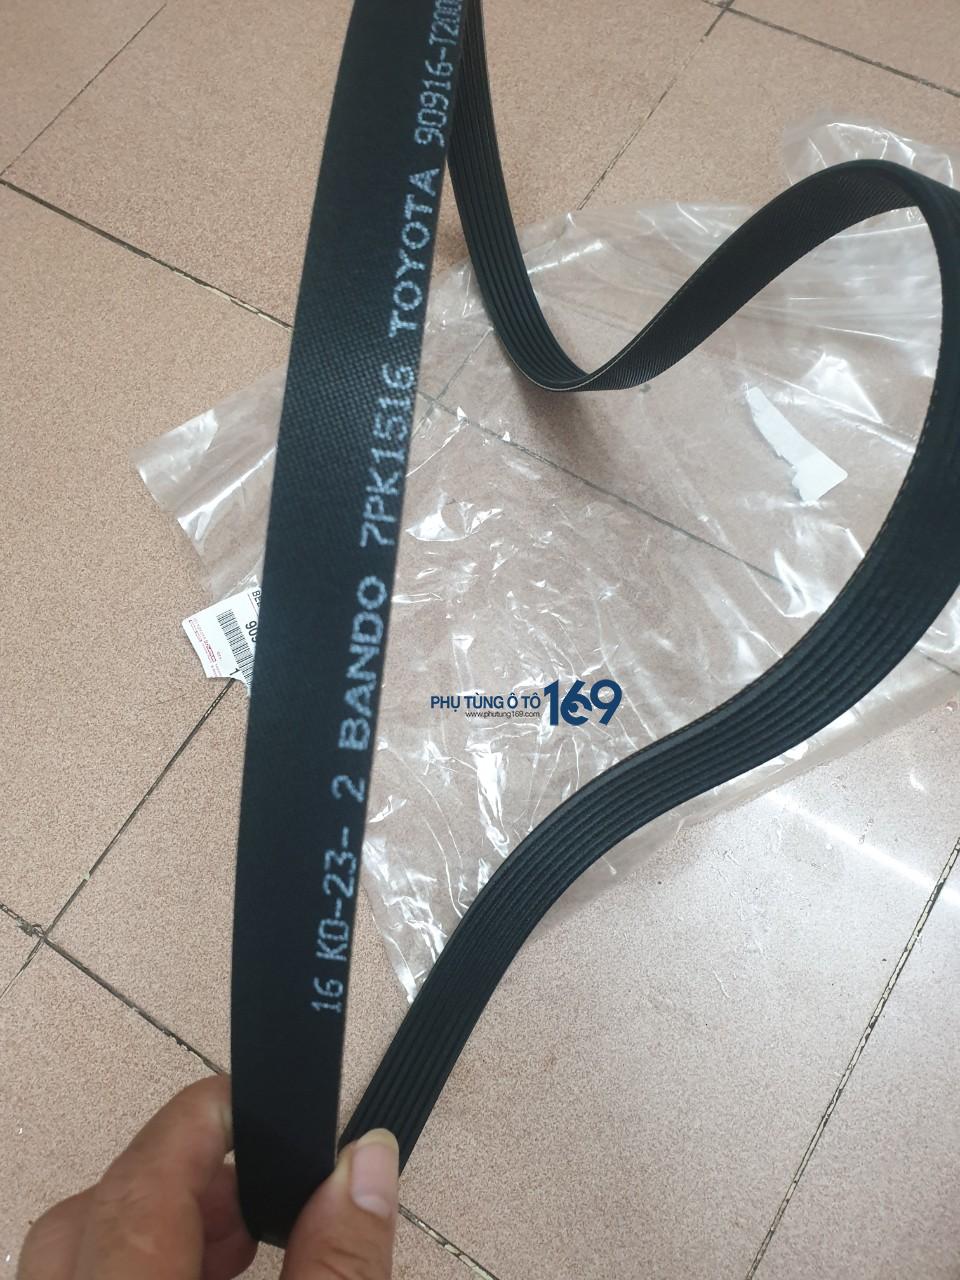 16 KD-23- 2 BANDO 7PK1516 TOYOTA 90916-T200
PHỤ TÙNG Ô TÔ 169
www.phutung169.com